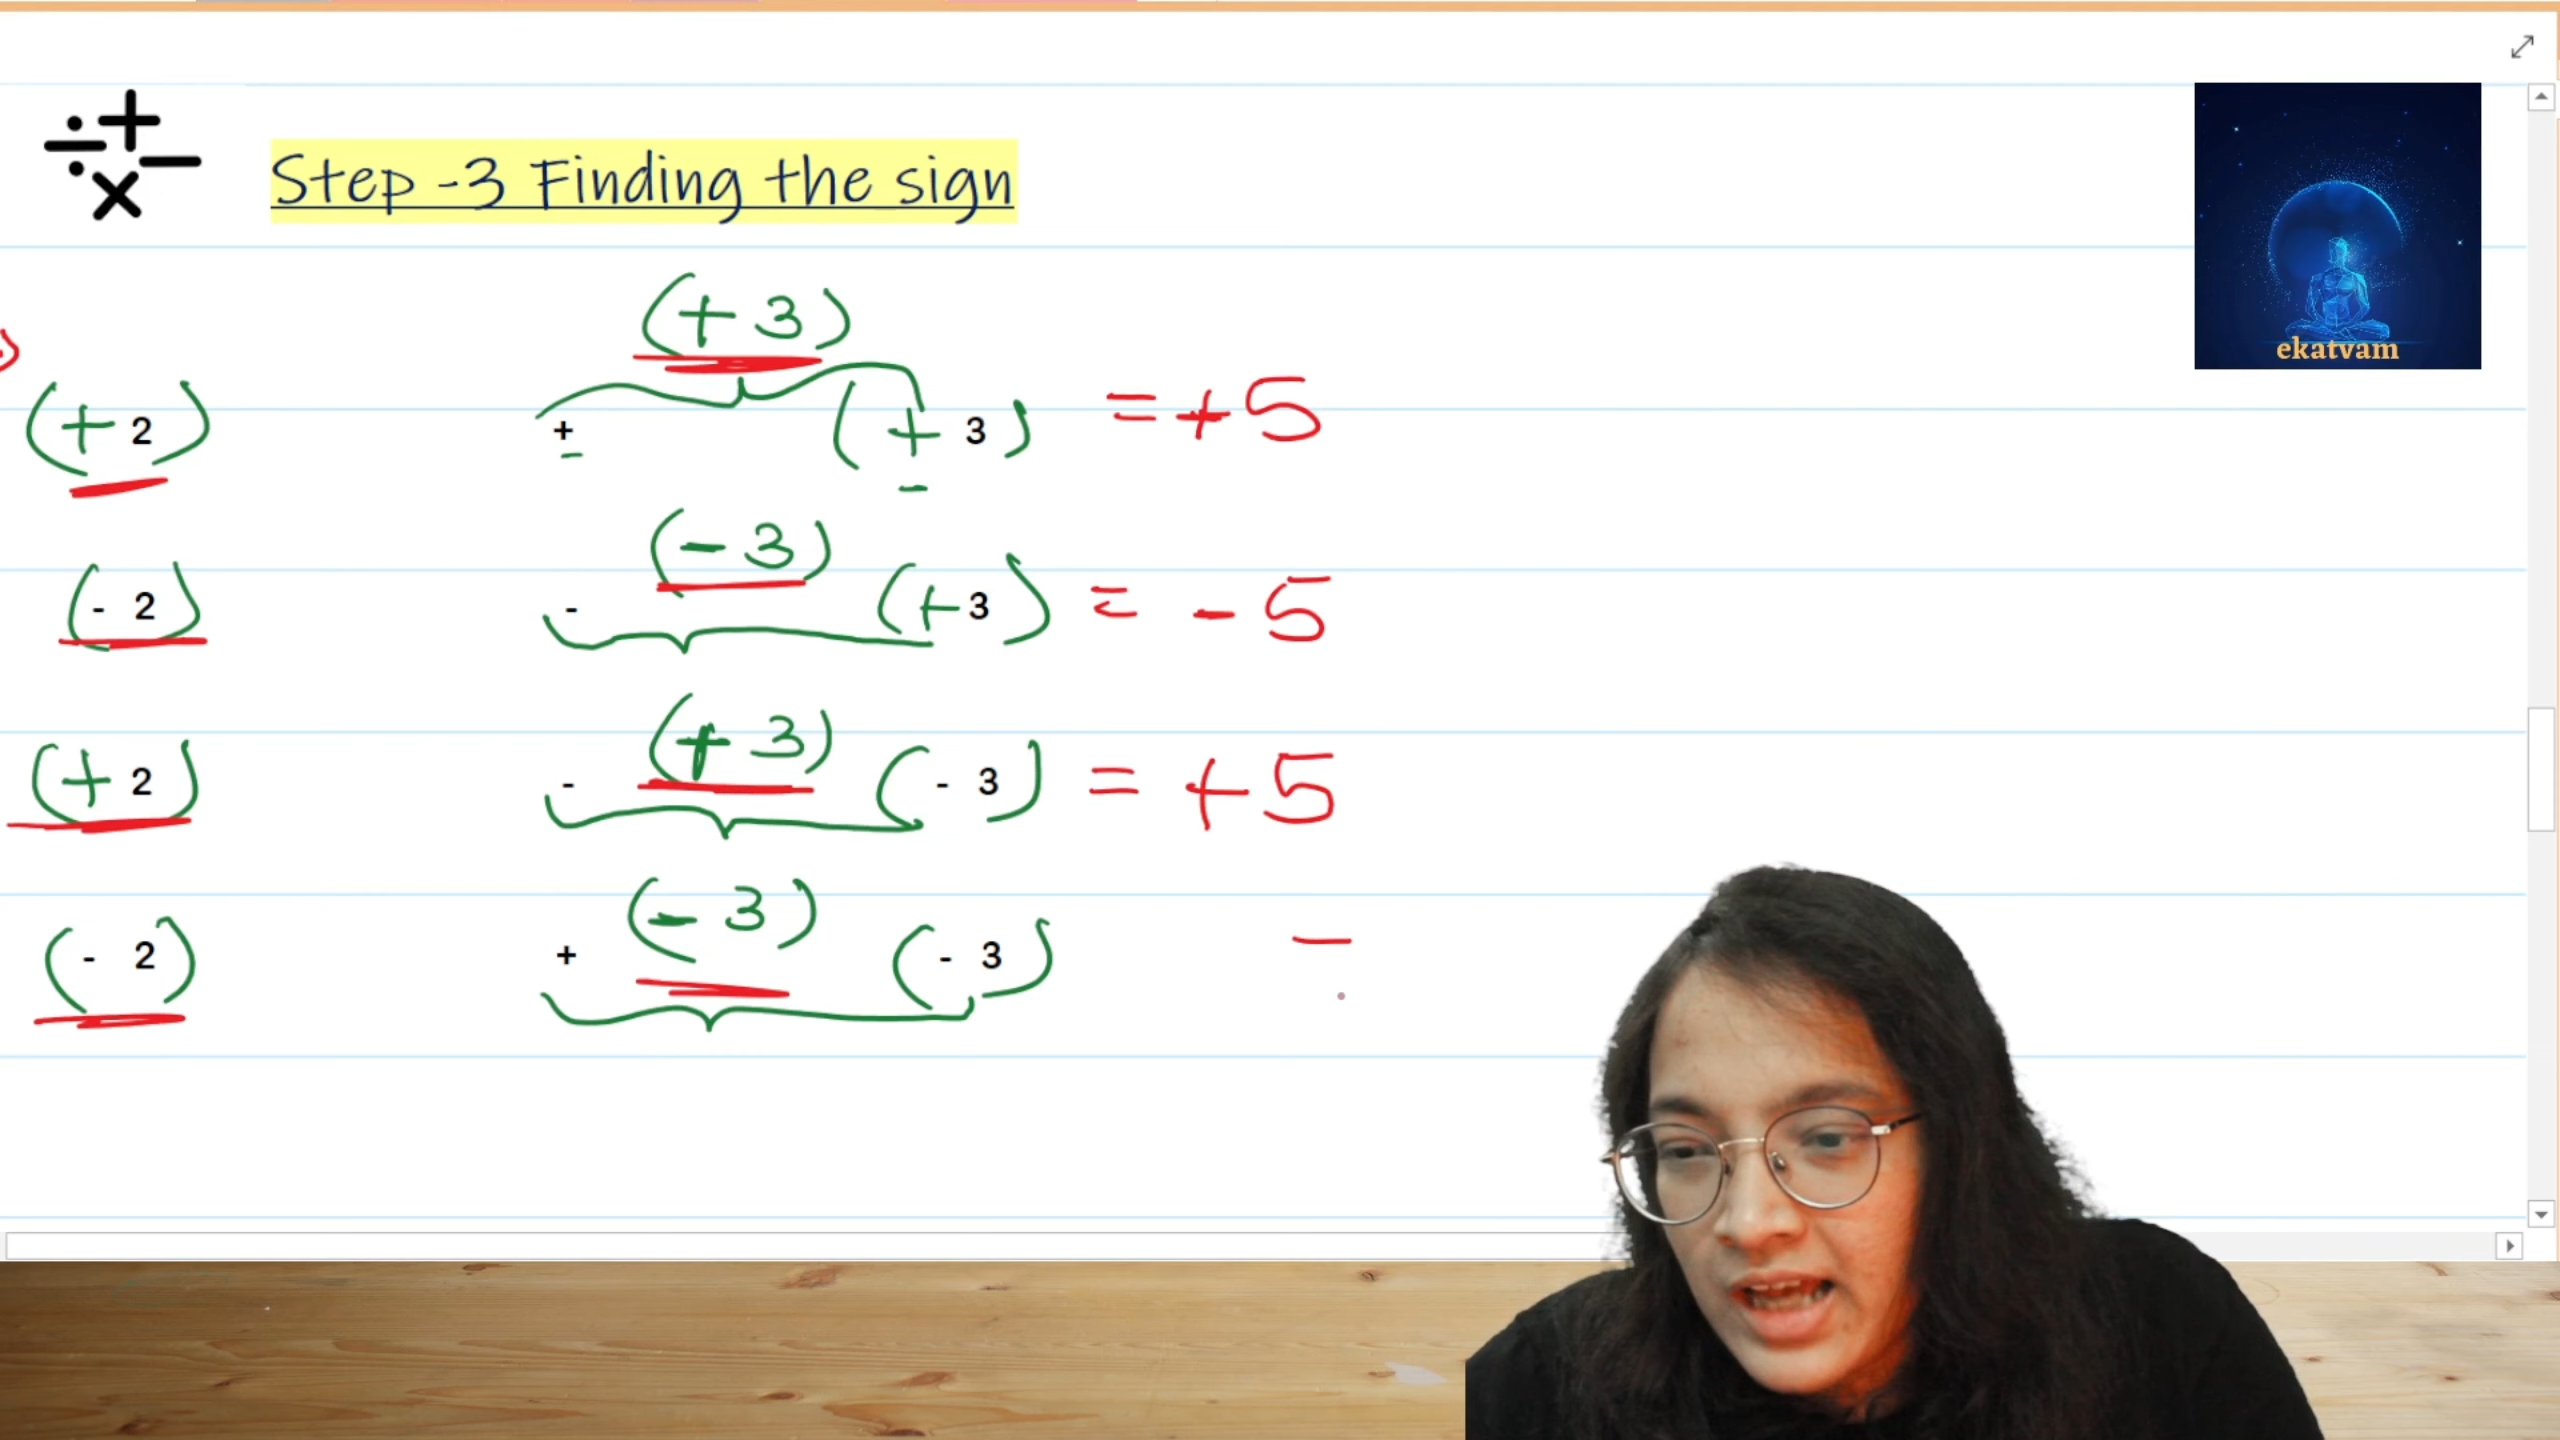 Step -3 Finding the sign
ekatvam
(+ 3)
(+ 2) + (+ 3) = +5
(- 3)
(- 2) - (+ 3) = - 5
(+ 3)
(+ 2) - (- 3) = +5
(- 3)
(- 2) + (- 3) -